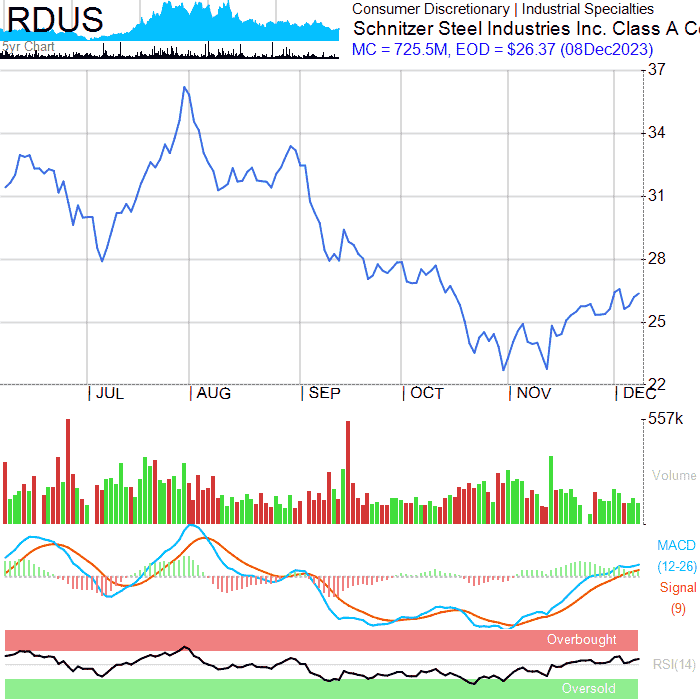 RDUS
Consumer Discretionary | Industrial Specialties
5yr Chart
Schnitzer Steel Industries Inc. Class A Co
MC = 725.5M, EOD = $26.37 (08Dec2023)
37
34
31
28
25
22
JUL AUG SEP OCT NOV DEC
557k
Volume
MACD
(12-26)
Signal
(9)
Overbought
RSI(14)
Oversold